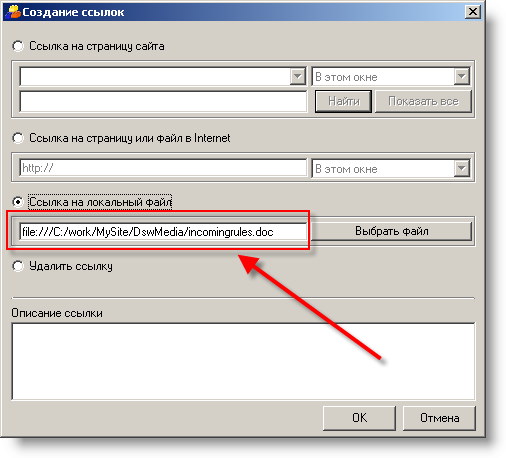 Создание ссылок
Ссылка на страницу сайта
В этом окне
Найти Показать все
Ссылка на страницу или файл в Internet
http:// В этом окне
Ссылка на локальный файл
file:///C:/work/MySite/DswMedia/incomingrules.doc Выбрать файл
Удалить ссылку
Описание ссылки
OK Отмена